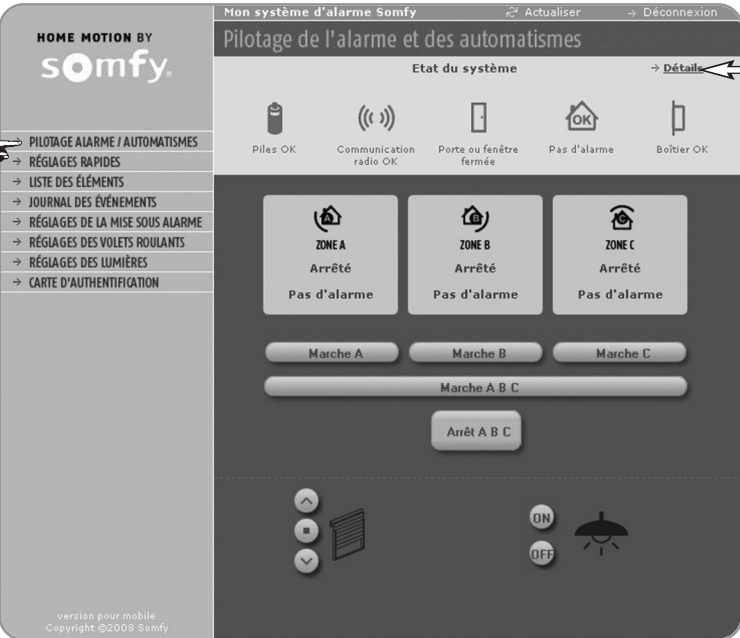 Mon système d'alarme Somfy
Actualiser
Déconnexion
HOME MOTION BY
somfy®
Pilotage de l'alarme et des automatismes
Etat du système
Détails
Piles OK
Communication
radio OK
Porte ou fenêtre
fermée
OK
Pas d'alarme
Boîtier OK
PILOTAGE ALARME / AUTOMATISMES
RÉGLAGES RAPIDES
LISTE DES ÉLÉMENTS
JOURNAL DES ÉVÉNEMENTS
RÉGLAGES DE LA MISE SOUS ALARME
RÉGLAGES DES VOLETS ROULANTS
RÉGLAGES DES LUMIÈRES
CARTE D'AUTHENTIFICATION
A
ZONE A
Arrêté
Pas d'alarme
B
ZONE B
Arrêté
Pas d'alarme
C
ZONE C
Arrêté
Pas d'alarme
Marche A
Marche B
Marche C
Marche A B C
Arrêt A B C
ON
OFF
version pour mobile
Copyright @2008 Somfy